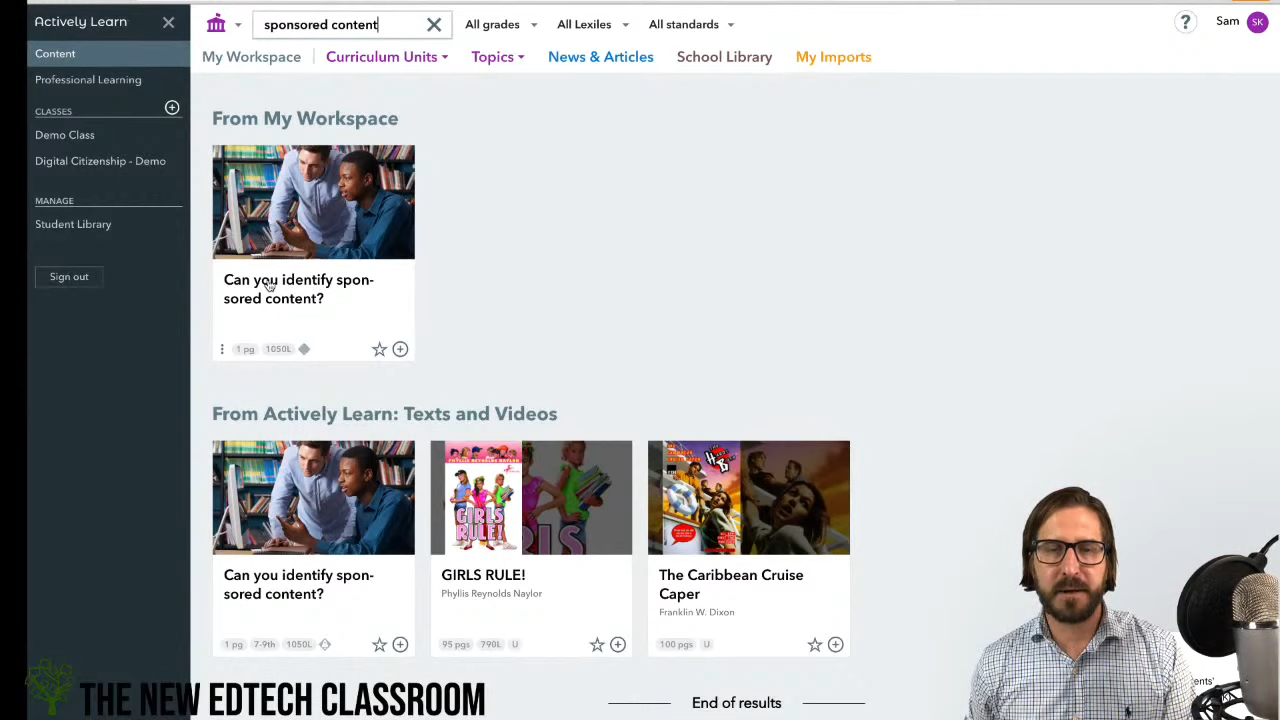 Actively Learn
sponsored content
All grades
All Lexiles
All standards
?
Sam
SK
Content
Professional Learning
CLASSES
Demo Class
Digital Citizenship - Demo
MANAGE
Student Library
Sign out
My Workspace
Curriculum Units
Topics
News & Articles
School Library
My Imports
From My Workspace
Can you identify spon-
sored content?
1 pg 1050L
From Actively Learn: Texts and Videos
GIRLS
RULE!
Can you identify spon-
sored content?
1 pg 7-9th 1050L
GIRLS RULE!
Phyllis Reynolds Naylor
95 pgs 790L U
The Caribbean Cruise
Caper
Franklin W. Dixon
100 pgs U
End of results
THE NEW EDTECH CLASSROOM